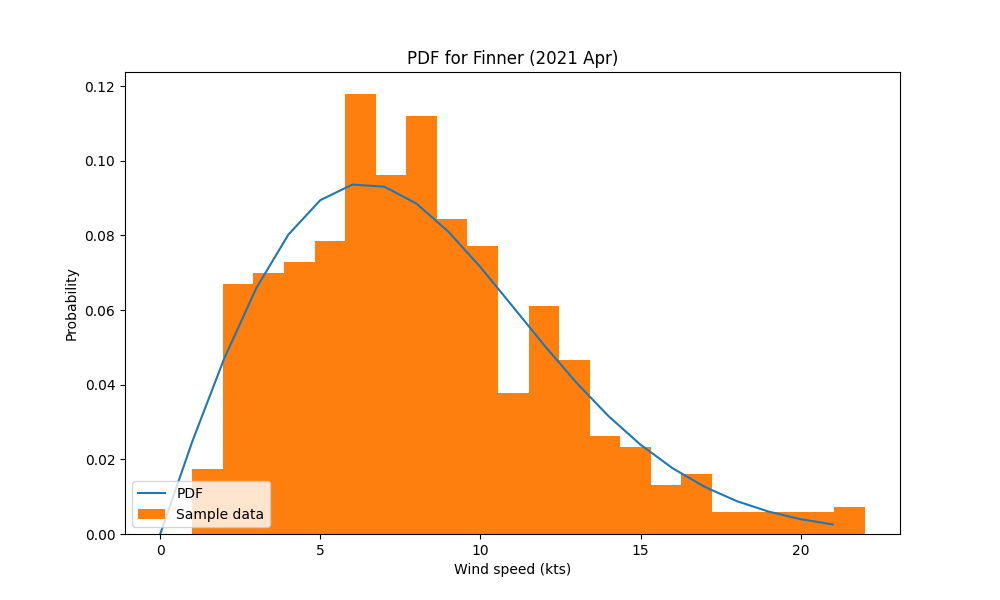 PDF for Finner (2021 Apr)
0.12
0.10
0.08
0.06
0.04
0.02
0.00
Probability
PDF
Sample data
0 5 10 15 20
Wind speed (kts)